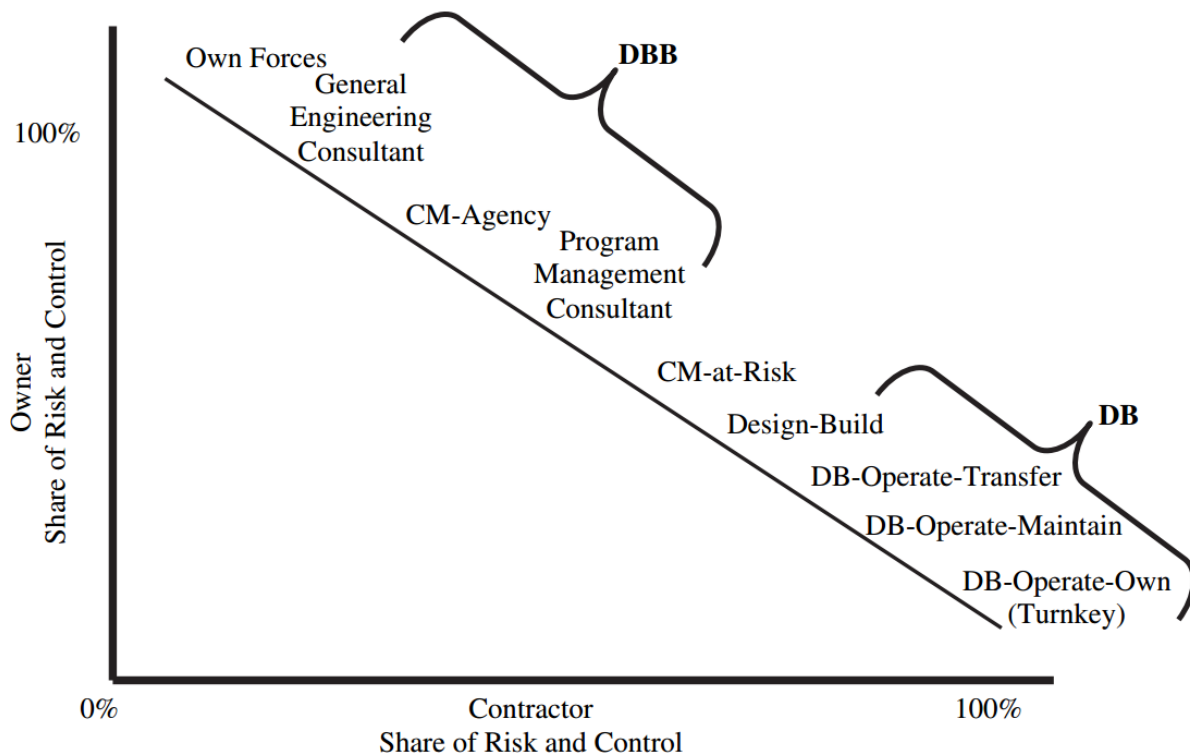 Own Forces
DBB
General
Engineering
Consultant
100%
CM-Agency
Program
Management
Consultant
Owner
Share of Risk and Control
CM-at-Risk
Design-Build
DB
DB-Operate-Transfer
DB-Operate-Maintain
DB-Operate-Own
(Turnkey)
0%
Contractor
100%
Share of Risk and Control